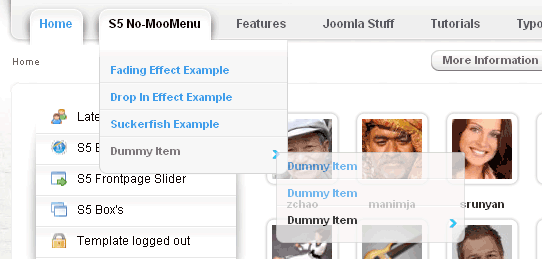 Home S5 No-MooMenu Features Joomla Stuff Tutorials Typo
Home
More Information
Fading Effect Example
Drop In Effect Example
Suckerfish Example
Dummy Item
Late
S5 B
S5 Frontpage Slider
S5 Box's
Template logged out
Dummy Item
Dummy Item
Dummy Item
zchao manimja srunyan